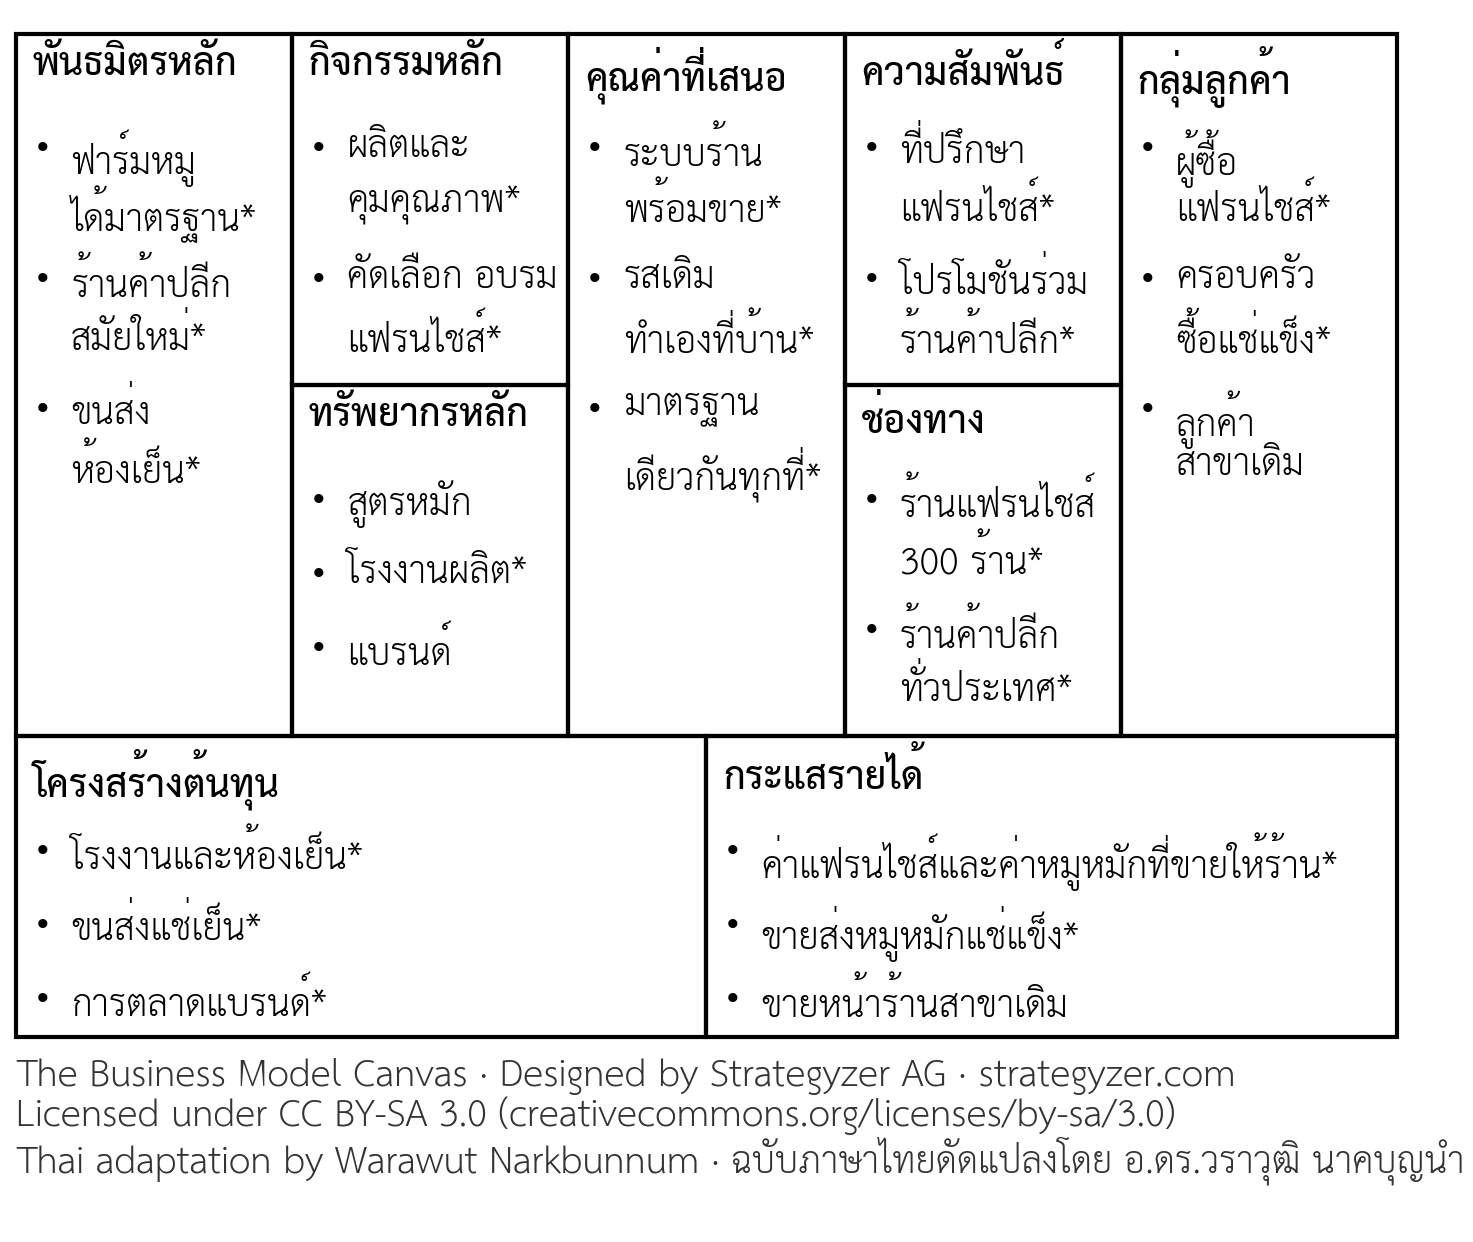 พันธมิตรหลัก
• ฟาร์มหมู
ได้มาตรฐาน*
• ร้านค้าปลีก
สมัยใหม่*
• ขนส่ง
ห้องเย็น*
กิจกรรมหลัก
• ผลิตและ
คุมคุณภาพ*
• คัดเลือก อบรม
แฟรนไชส์*
ทรัพยากรหลัก
• สูตรหมัก
• โรงงานผลิต*
• แบรนด์
คุณค่าที่เสนอ
• ระบบร้าน
พร้อมขาย*
• รสเดิม
ทำเองที่บ้าน*
• มาตรฐาน
เดียวกันทุกที่*
ความสัมพันธ์
• ที่ปรึกษา
แฟรนไชส์*
• โปรโมชันร่วม
ร้านค้าปลีก*
ช่องทาง
• ร้านแฟรนไชส์
300 ร้าน*
• ร้านค้าปลีก
ทั่วประเทศ*
กลุ่มลูกค้า
• ผู้ซื้อ
แฟรนไชส์*
• ครอบครัว
ซื้อแช่แข็ง*
• ลูกค้า
สาขาเดิม
โครงสร้างต้นทุน
• โรงงานและห้องเย็น*
• ขนส่งแช่เย็น*
• การตลาดแบรนด์*
กระแสรายได้
• ค่าแฟรนไชส์และค่าหมูหมักที่ขายให้ร้าน*
• ขายส่งหมูหมักแช่แข็ง*
• ขายหน้าร้านสาขาเดิม
The Business Model Canvas · Designed by Strategyzer AG · strategyzer.com
Licensed under CC BY-SA 3.0 (creativecommons.org/licenses/by-sa/3.0)
Thai adaptation by Warawut Narkbunnum · ฉบับภาษาไทยดัดแปลงโดย อ.ดร.วราวุฒิ นาคบุญนำ